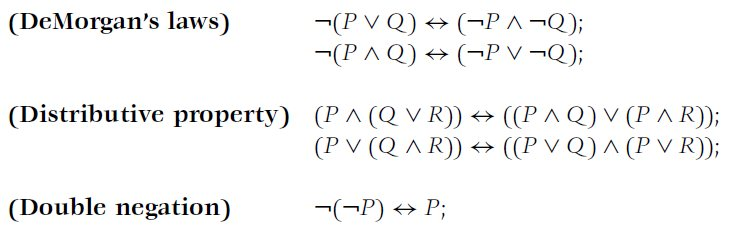 (DeMorgan's laws) ¬(P ∨ Q) ↔ (¬P ∧ ¬Q);
¬(P ∧ Q) ↔ (¬P ∨ ¬Q);
(Distributive property) (P ∧ (Q ∨ R)) ↔ ((P ∧ Q) ∨ (P ∧ R));
(P ∨ (Q ∧ R)) ↔ ((P ∨ Q) ∧ (P ∨ R));
(Double negation) ¬(¬P) ↔ P;